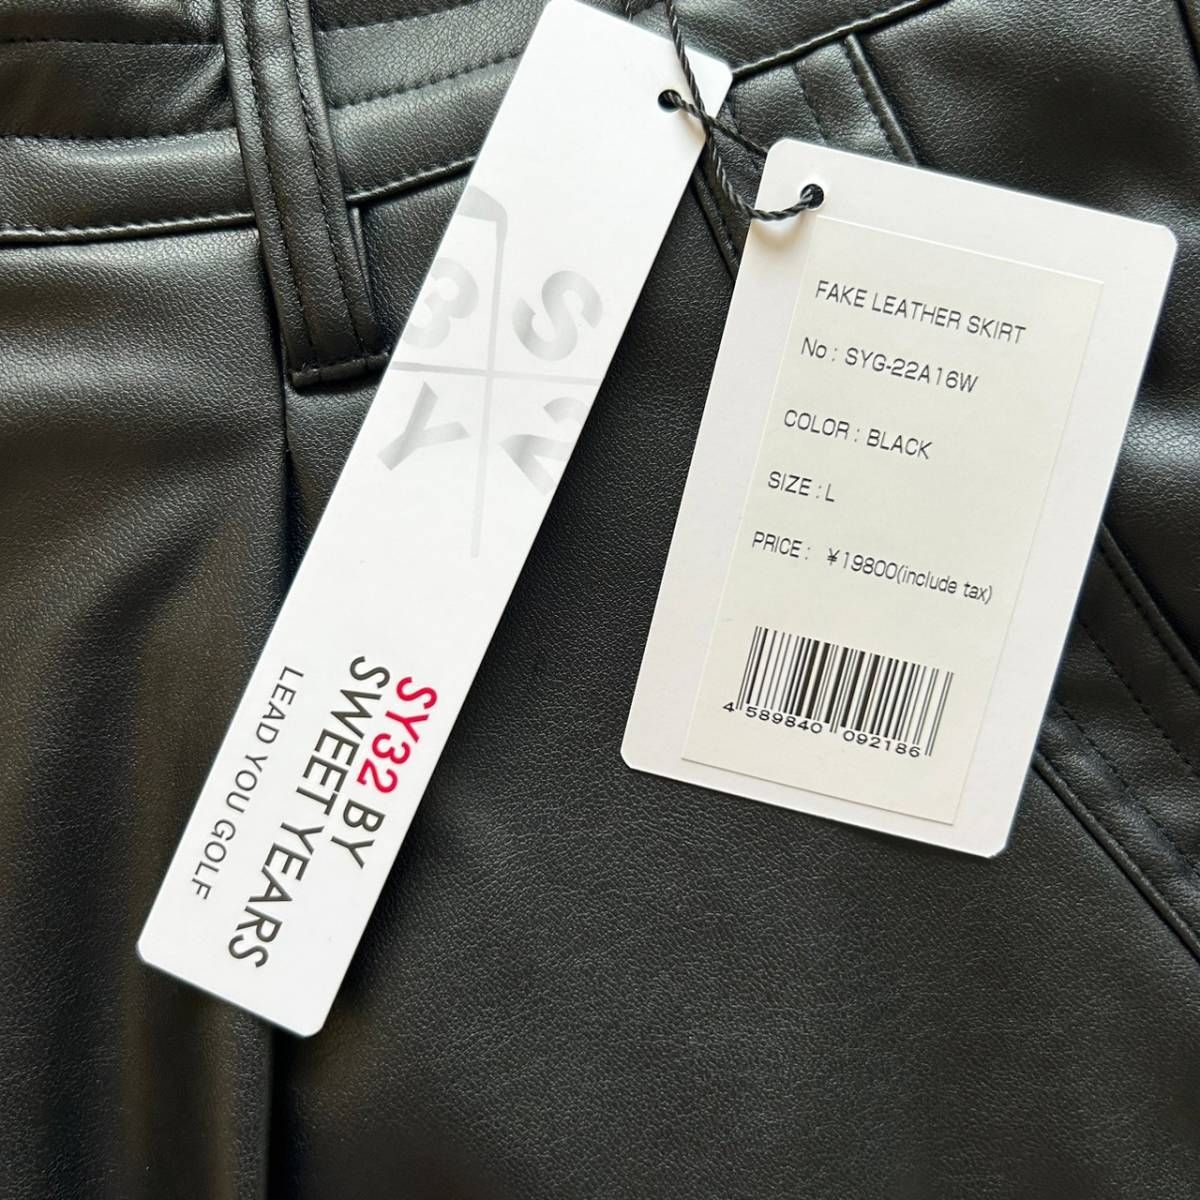 S
3
Y
SY32 BY
SWEET YEARS
LEAD YOU GOLF
FAKE LEATHER SKIRT
No : SYG-22A16W
COLOR : BLACK
SIZE : L
PRICE : ¥19800(include tax)
4 589840 092186